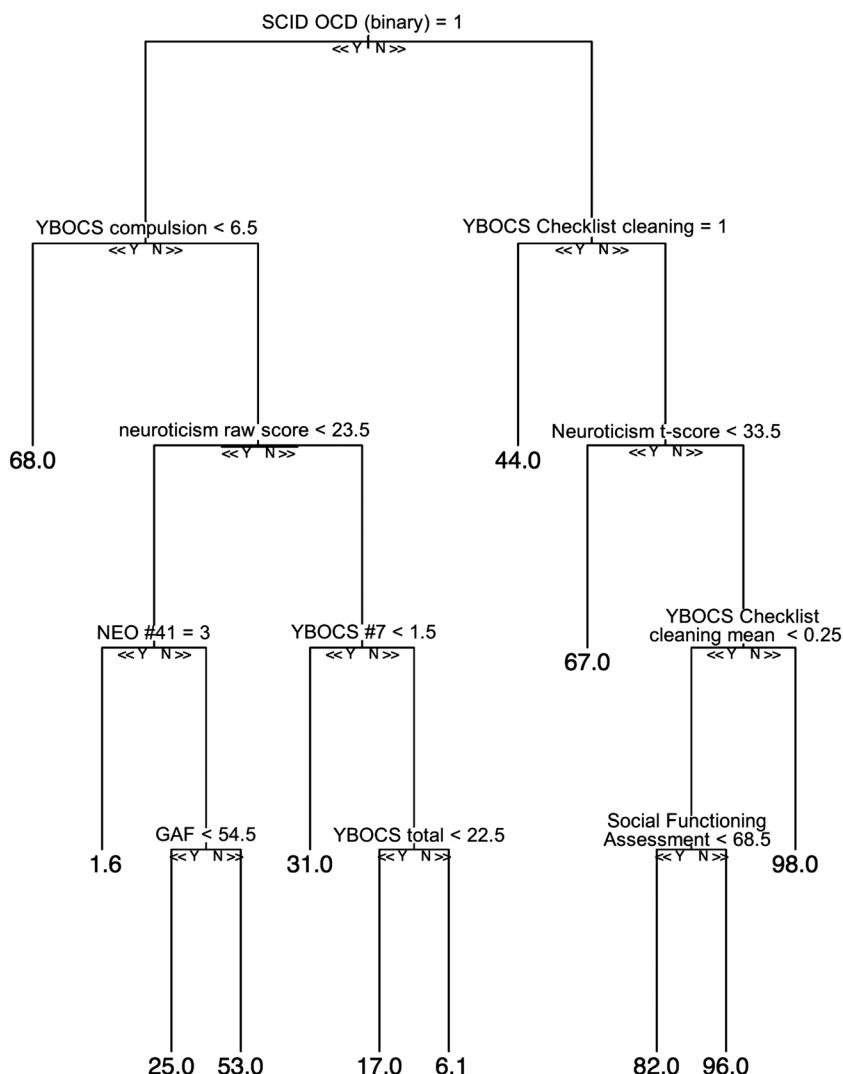 SCID OCD (binary) = 1
<< Y N >>
YBOCS compulsion < 6.5
<< Y N >>
YBOCS Checklist cleaning = 1
<< Y N >>
68.0
neuroticism raw score < 23.5
<< Y N >>
44.0
Neuroticism t-score < 33.5
<< Y N >>
NEO #41 = 3
<< Y N >>
YBOCS #7 < 1.5
<< Y N >>
67.0
YBOCS Checklist
cleaning mean < 0.25
<< Y N >>
1.6
GAF < 54.5
<< Y N >>
31.0
YBOCS total < 22.5
<< Y N >>
Social Functioning
Assessment < 68.5
<< Y N >>
98.0
25.0
53.0
17.0
6.1
82.0
96.0